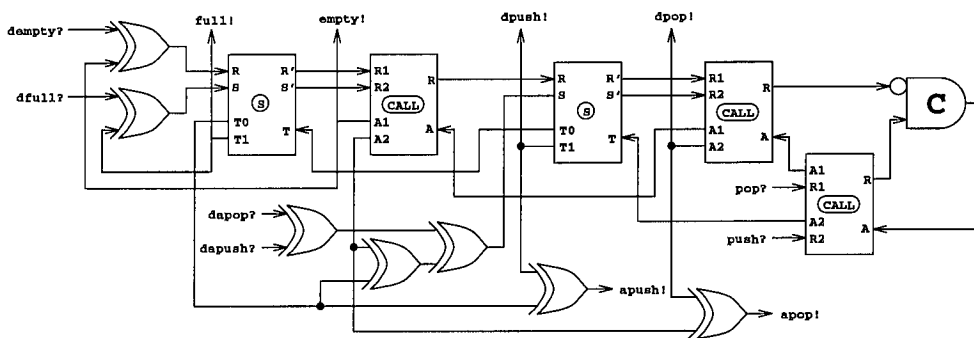 full!
empty!
dpush!
dpop!
dempty?
dfull?
R
S
T0
T1
R'
S'
T
S
R1
R2
A1
A2
R
A
CALL
R
S
T0
T1
R'
S'
T
S
R1
R2
A1
A2
R
A
CALL
C
A1
R1
A2
R2
R
A
CALL
pop?
push?
dapop?
dapush?
apush!
apop!